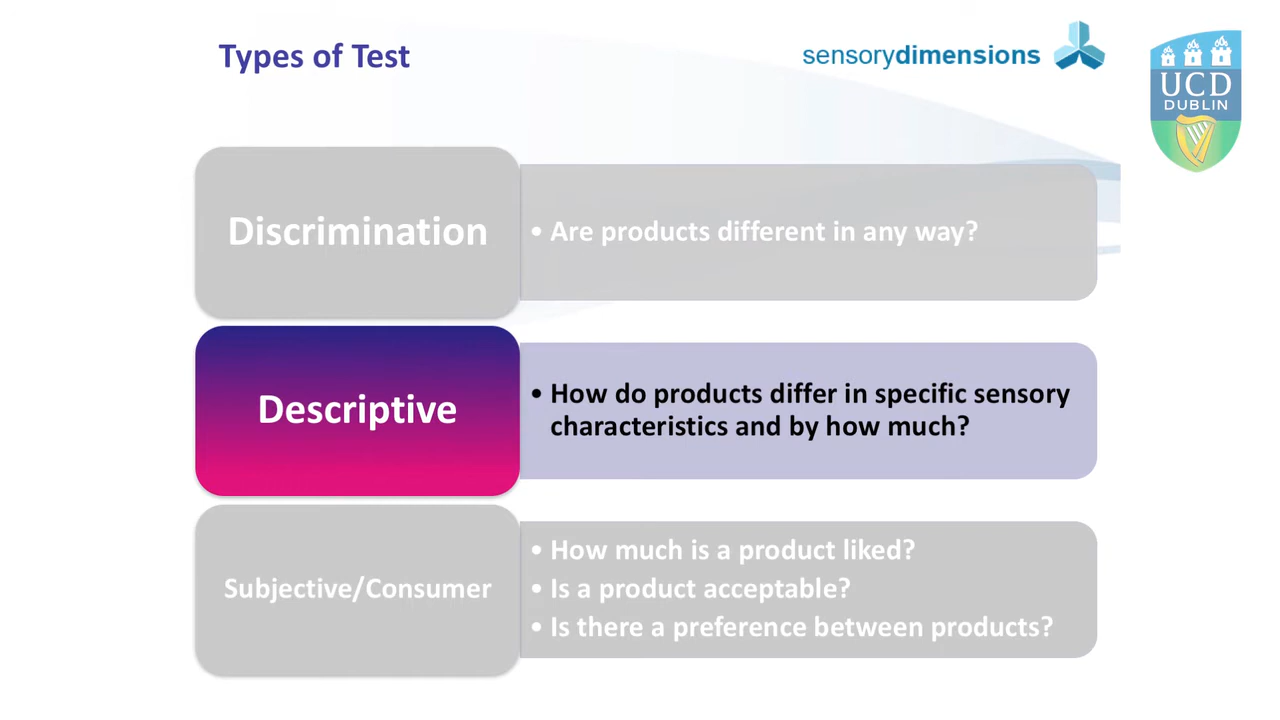 Types of Test
sensorydimensions
UCD
DUBLIN
Discrimination
• Are products different in any way?
Descriptive
• How do products differ in specific sensory
characteristics and by how much?
Subjective/Consumer
• How much is a product liked?
• Is a product acceptable?
• Is there a preference between products?